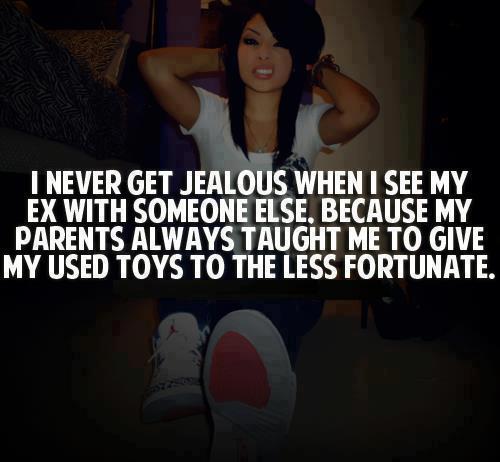 I NEVER GET JEALOUS WHEN I SEE MY
EX WITH SOMEONE ELSE. BECAUSE MY
PARENTS ALWAYS TAUGHT ME TO GIVE
MY USED TOYS TO THE LESS FORTUNATE.